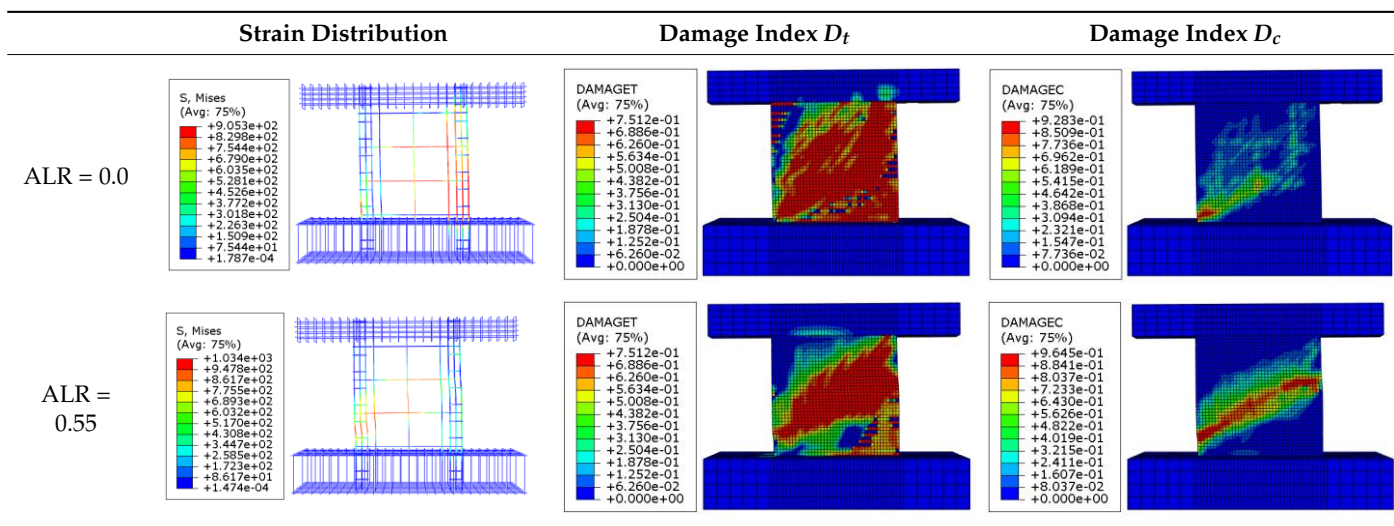 Strain Distribution
Damage Index Dt
Damage Index Dc
ALR = 0.0
S, Mises
(Avg: 75%)
+9.053e+02
+8.298e+02
+7.544e+02
+6.790e+02
+6.035e+02
+5.281e+02
+4.526e+02
+3.772e+02
+3.018e+02
+2.263e+02
+1.509e+02
+7.544e+01
+1.787e-04
DAMAGET
(Avg: 75%)
+7.512e-01
+6.886e-01
+6.260e-01
+5.634e-01
+5.008e-01
+4.382e-01
+3.756e-01
+3.130e-01
+2.504e-01
+1.878e-01
+1.252e-01
+6.260e-02
+0.000e+00
DAMAGEC
(Avg: 75%)
+9.283e-01
+8.509e-01
+7.736e-01
+6.962e-01
+6.189e-01
+5.415e-01
+4.642e-01
+3.868e-01
+3.094e-01
+2.321e-01
+1.547e-01
+7.736e-02
+0.000e+00
ALR =
0.55
S, Mises
(Avg: 75%)
+1.034e+03
+9.478e+02
+8.617e+02
+7.755e+02
+6.893e+02
+6.032e+02
+5.170e+02
+4.308e+02
+3.447e+02
+2.585e+02
+1.723e+02
+8.617e+01
+1.474e-04
DAMAGET
(Avg: 75%)
+7.512e-01
+6.886e-01
+6.260e-01
+5.634e-01
+5.008e-01
+4.382e-01
+3.756e-01
+3.130e-01
+2.504e-01
+1.878e-01
+1.252e-01
+6.260e-02
+0.000e+00
DAMAGEC
(Avg: 75%)
+9.645e-01
+8.841e-01
+8.037e-01
+7.233e-01
+6.430e-01
+5.626e-01
+4.822e-01
+4.019e-01
+3.215e-01
+2.411e-01
+1.607e-01
+8.037e-02
+0.000e+00